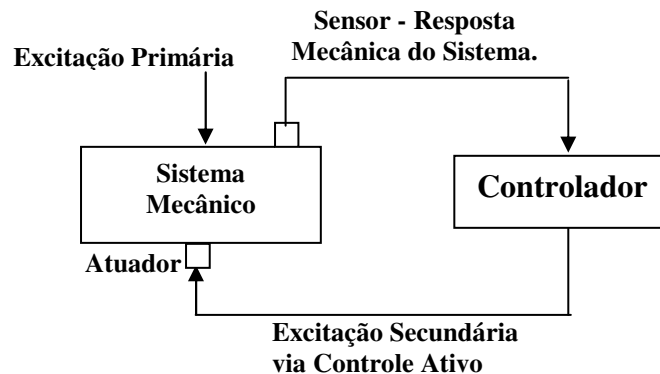 Sensor - Resposta
Mecânica do Sistema.
Excitação Primária
Sistema
Mecânico
Controlador
Atuador
Excitação Secundária
via Controle Ativo